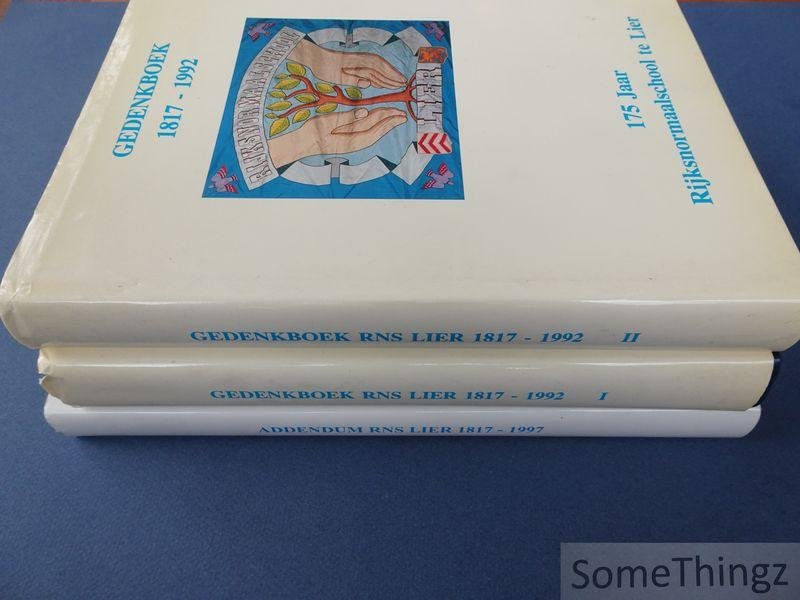 GEDENKBOEK
1817 - 1992
RIJKSNORMAALSCHOOL
LIER
175 Jaar
Rijksnormaalschool te Lier
GEDENKBOEK RNS LIER 1817 - 1992 II
GEDENKBOEK RNS LIER 1817 - 1992 I
ADDENDUM RNS LIER 1817 - 1997
SomeThingz